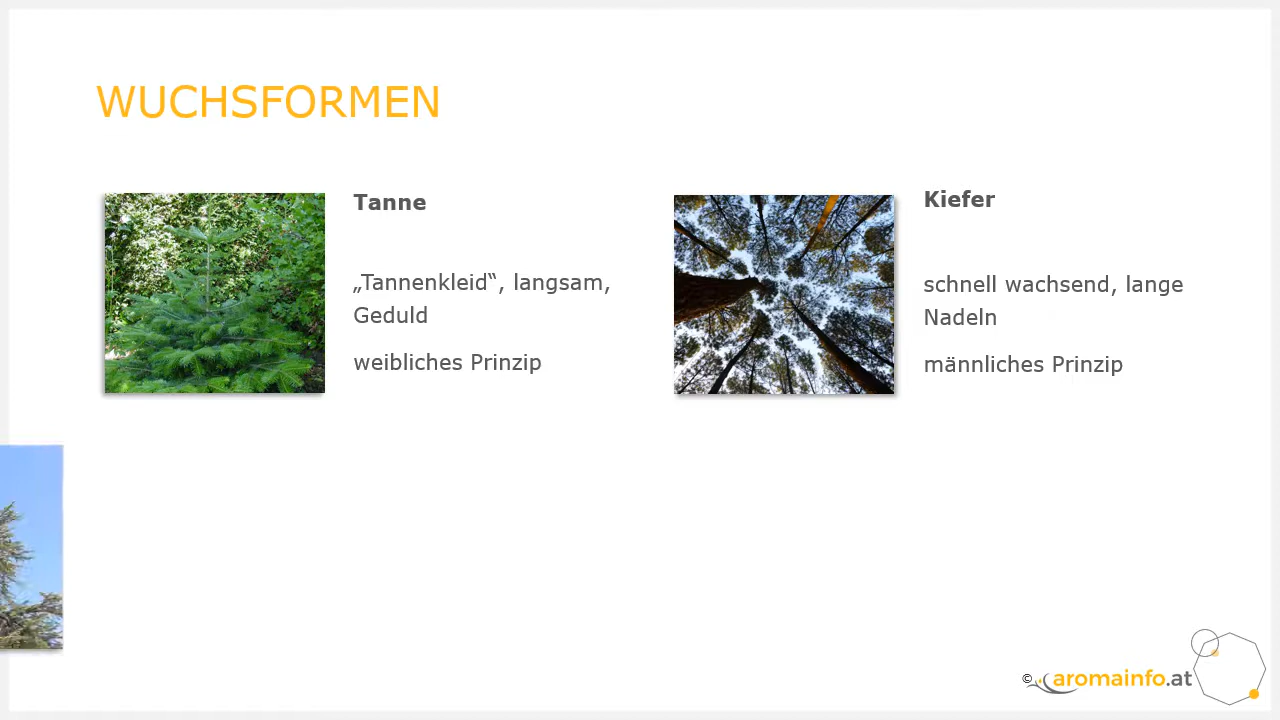 WUCHSFORMEN
Tanne
„Tannenkleid“, langsam,
Geduld
weibliches Prinzip
Kiefer
schnell wachsend, lange
Nadeln
männliches Prinzip
© aromainfo.at